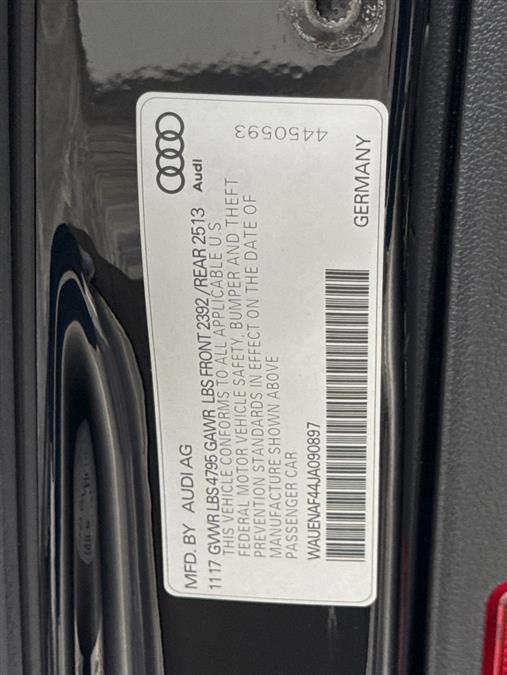 Audi
4450593
MFD. BY AUDI AG
1117 GWWR LBS 4795 GAWR LBS FRONT 2392 / REAR 2513
THIS VEHICLE CONFORMS TO ALL APPLICABLE U S
FEDERAL MOTOR VEHICLE SAFETY, BUMPER AND THEFT
PREVENTION STANDARDS IN EFFECT ON THE DATE OF
MANUFACTURE SHOWN ABOVE
PASSENGER CAR
WAUENAF44JA090897
GERMANY